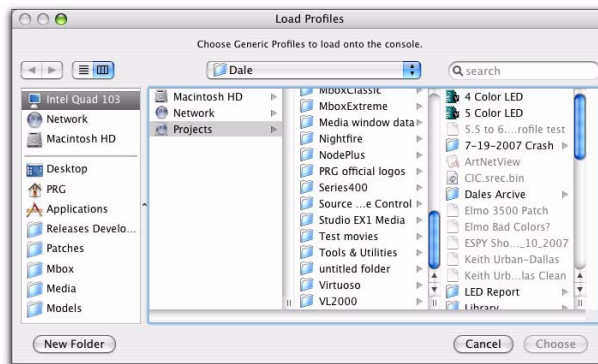 Load Profiles
Choose Generic Profiles to load onto the console.
Dale
search
Intel Quad 103
Network
Macintosh HD
Desktop
PRG
Applications
Releases Develo...
Patches
Mbox
Media
Models
Macintosh HD
Network
Projects
MboxClassic
MboxExtreme
Media window data
Nightfire
NodePlus
PRG official logos
Series400
Source ...e Control
Studio EX1 Media
Test movies
Tools & Utilities
untitled folder
Virtuoso
VL2000
4 Color LED
5 Color LED
5.5 to 6....rofile test
7-19-2007 Crash
ArtNetView
CIC.srec.bin
Dales Arcive
Elmo 3500 Patch
Elmo Bad Colors?
ESPY Sho..._10_2007
Keith Urban-Dallas
Keith Urb...las Clean
LED Report
Library
New Folder
Cancel
Choose